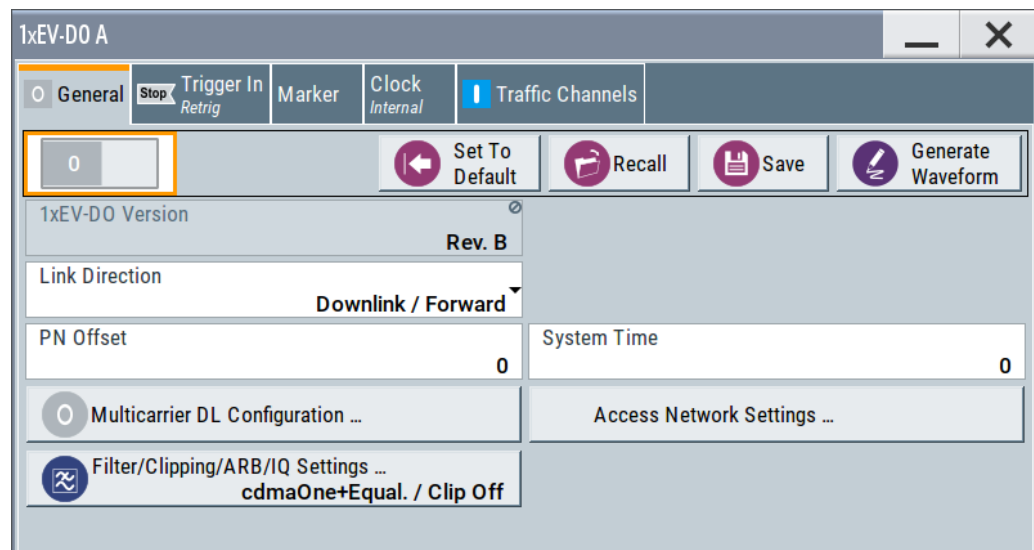 1xEV-DO A
0 General
Stop Trigger In
Retrig
Marker
Clock
Internal
Traffic Channels
0
Set To
Default
Recall
Save
Generate
Waveform
1xEV-DO Version
Rev. B
Link Direction
Downlink / Forward
PN Offset
0
System Time
0
0 Multicarrier DL Configuration ...
Access Network Settings ...
Filter/Clipping/ARB/IQ Settings ...
cdmaOne+Equal. / Clip Off